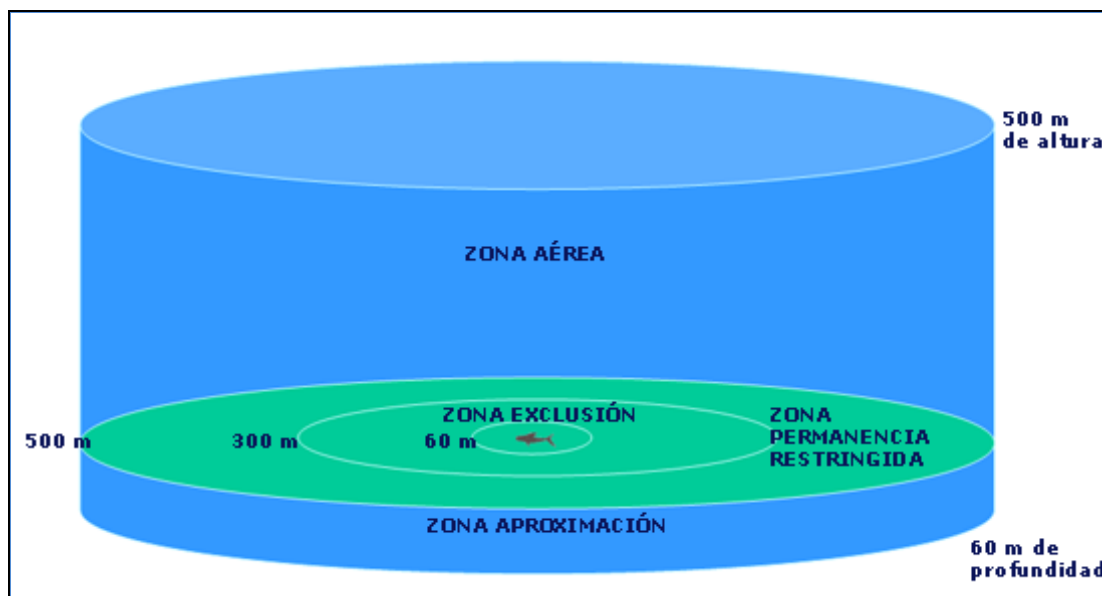 500 m
de altura
ZONA AÉREA
ZONA EXCLUSIÓN
ZONA
PERMANENCIA
RESTRINGIDA
500 m
300 m
60 m
ZONA APROXIMACIÓN
60 m de
profundidad